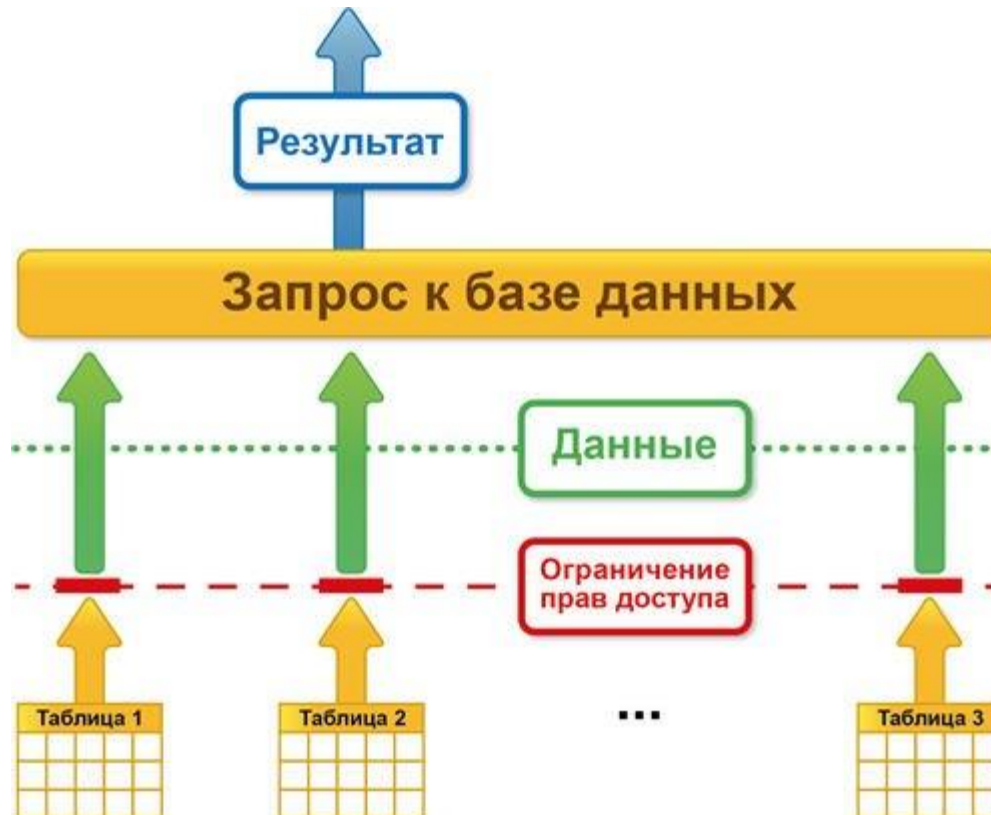 Результат
Запрос к базе данных
Данные
Ограничение
прав доступа
Таблица 1
Таблица 2
...
Таблица 3